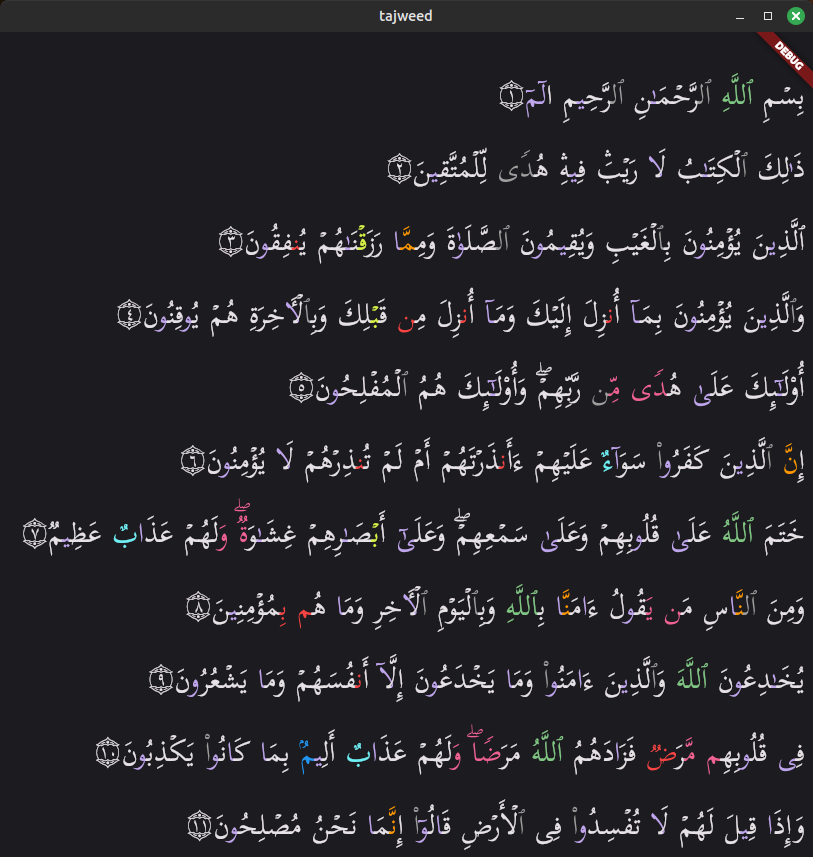 tajweed
DEBUG
بِسْمِ ٱللَّهِ ٱلرَّحْمَـٰنِ ٱلرَّحِيمِ الٓمٓ ۝١
ذَٰلِكَ ٱلْكِتَـٰبُ لَا رَيْبَ ۛ فِيهِ ۛ هُدًى لِّلْمُتَّقِينَ ۝٢
ٱلَّذِينَ يُؤْمِنُونَ بِٱلْغَيْبِ وَيُقِيمُونَ ٱلصَّلَوٰةَ وَمِمَّا رَزَقْنَـٰهُمْ يُنفِقُونَ ۝٣
وَٱلَّذِينَ يُؤْمِنُونَ بِمَآ أُنزِلَ إِلَيْكَ وَمَآ أُنزِلَ مِن قَبْلِكَ وَبِٱلْـَٔاخِرَةِ هُمْ يُوقِنُونَ ۝٤
أُو۟لَـٰٓئِكَ عَلَىٰ هُدًى مِّن رَّبِّهِمْ ۖ وَأُو۟لَـٰٓئِكَ هُمُ ٱلْمُفْلِحُونَ ۝٥
إِنَّ ٱلَّذِينَ كَفَرُوا۟ سَوَآءٌ عَلَيْهِمْ ءَأَنذَرْتَهُمْ أَمْ لَمْ تُنذِرْهُمْ لَا يُؤْمِنُونَ ۝٦
خَتَمَ ٱللَّهُ عَلَىٰ قُلُوبِهِمْ وَعَلَىٰ سَمْعِهِمْ ۖ وَعَلَىٰٓ أَبْصَـٰرِهِمْ غِشَـٰوَةٌ ۖ وَلَهُمْ عَذَابٌ عَظِيمٌ ۝٧
وَمِنَ ٱلنَّاسِ مَن يَقُولُ ءَامَنَّا بِٱللَّهِ وَبِٱلْيَوْمِ ٱلْـَٔاخِرِ وَمَا هُم بِمُؤْمِنِينَ ۝٨
يُخَـٰدِعُونَ ٱللَّهَ وَٱلَّذِينَ ءَامَنُوا۟ وَمَا يَخْدَعُونَ إِلَّآ أَنفُسَهُمْ وَمَا يَشْعُرُونَ ۝٩
فِى قُلُوبِهِم مَّرَضٌ فَزَادَهُمُ ٱللَّهُ مَرَضًا ۖ وَلَهُمْ عَذَابٌ أَلِيمٌۢ بِمَا كَانُوا۟ يَكْذِبُونَ ۝١٠
وَإِذَا قِيلَ لَهُمْ لَا تُفْسِدُوا۟ فِى ٱلْأَرْضِ قَالُوٓا۟ إِنَّمَا نَحْنُ مُصْلِحُونَ ۝١١